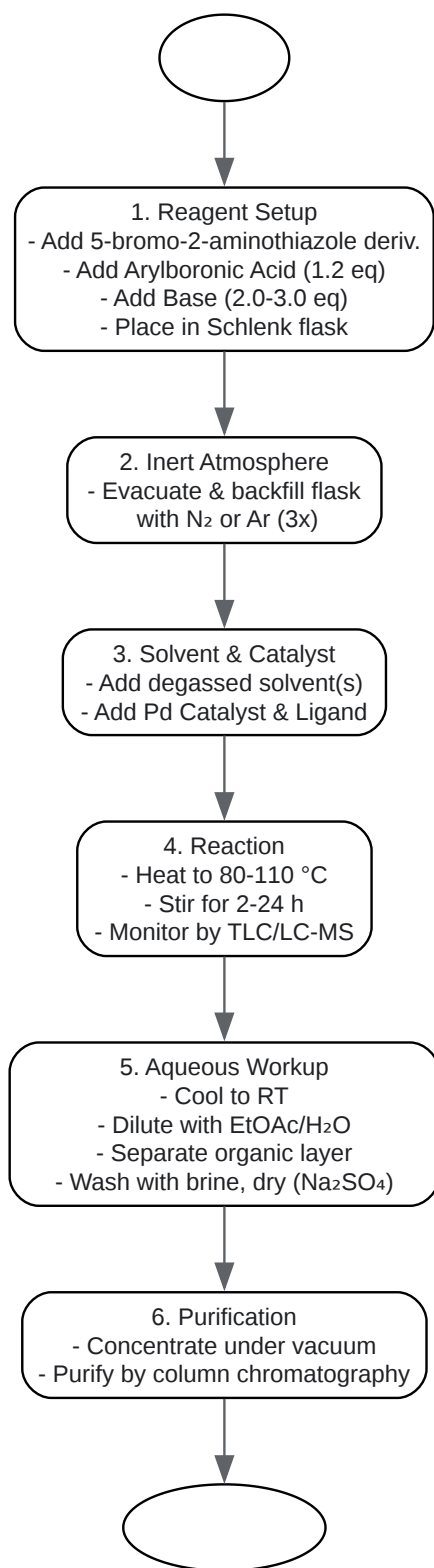 1. Reagent Setup
- Add 5-bromo-2-aminothiazole deriv.
- Add Arylboronic Acid (1.2 eq)
- Add Base (2.0-3.0 eq)
- Place in Schlenk flask
2. Inert Atmosphere
- Evacuate & backfill flask
with N₂ or Ar (3x)
3. Solvent & Catalyst
- Add degassed solvent(s)
- Add Pd Catalyst & Ligand
4. Reaction
- Heat to 80-110 °C
- Stir for 2-24 h
- Monitor by TLC/LC-MS
5. Aqueous Workup
- Cool to RT
- Dilute with EtOAc/H₂O
- Separate organic layer
- Wash with brine, dry (Na₂SO₄)
6. Purification
- Concentrate under vacuum
- Purify by column chromatography